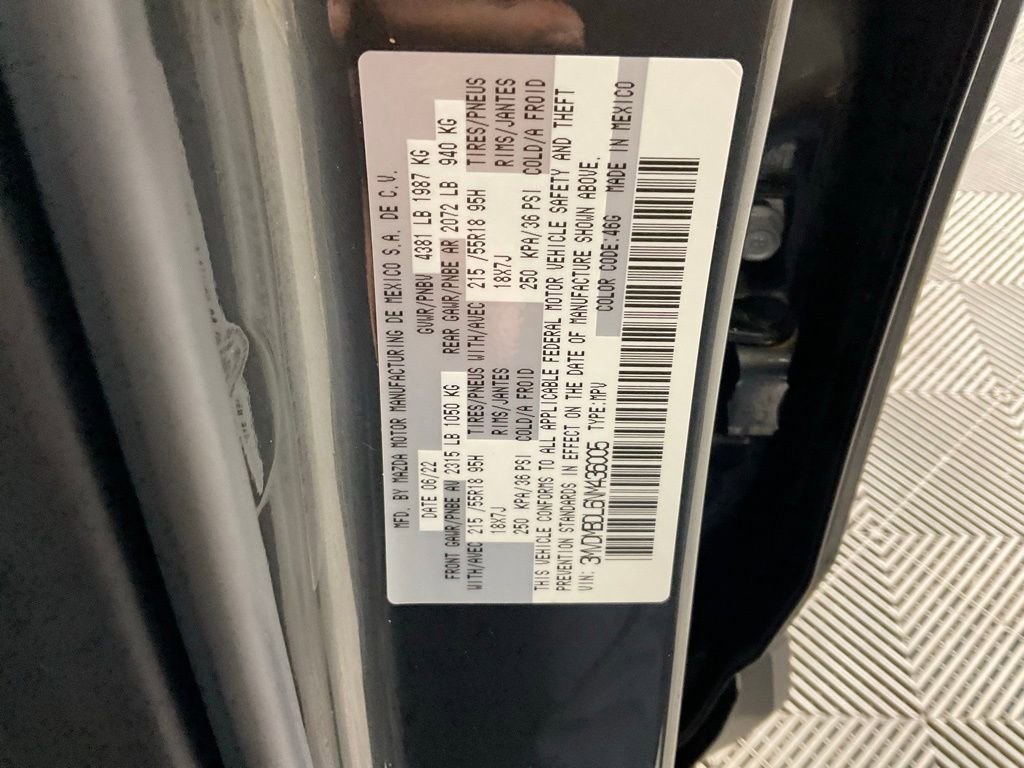 MFD. BY MAZDA MOTOR MANUFACTURING DE MEXICO S.A. DE C.V.
DATE 06/22 GVWR/PNBV 4381 LB 1987 KG
FRONT GAWR/PNBE AV 2315 LB 1050 KG REAR GAWR/PNBE AR 2072 LB 940 KG
WITH/AVEC 215 /55R18 95H TIRES/PNEUS WITH/AVEC 215 /55R18 95H TIRES/PNEUS
18X7J RIMS/JANTES 18X7J RIMS/JANTES
250 KPA/36 PSI COLD/A FROID 250 KPA/36 PSI COLD/A FROID
THIS VEHICLE CONFORMS TO ALL APPLICABLE FEDERAL MOTOR VEHICLE SAFETY AND THEFT
PREVENTION STANDARDS IN EFFECT ON THE DATE OF MANUFACTURE SHOWN ABOVE.
VIN: 3MVDMBDL6NM436005 TYPE:MPV COLOR CODE:46G MADE IN MEXICO